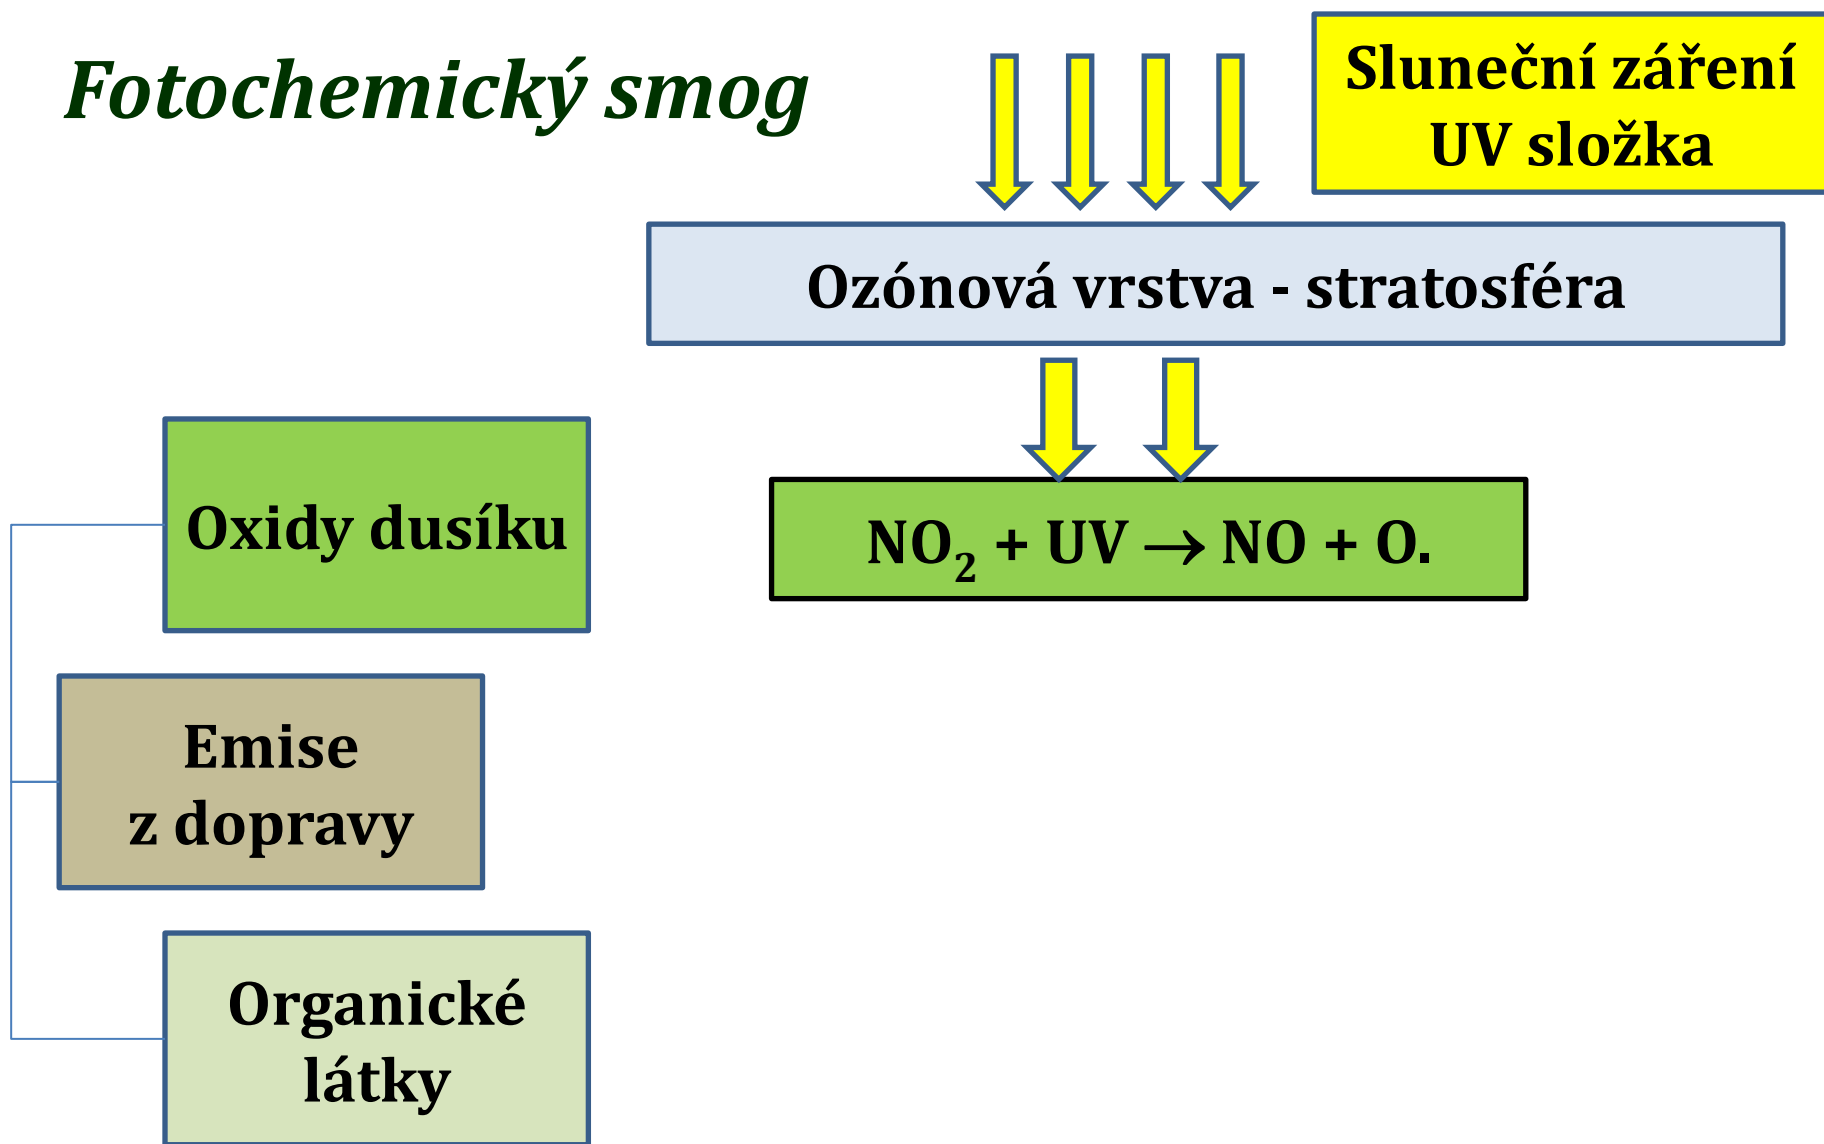 Fotochemický smog
Sluneční záření
UV složka
Ozónová vrstva - stratosféra
Oxidy dusíku
NO₂ + UV → NO + O.
Emise
z dopravy
Organické
látky